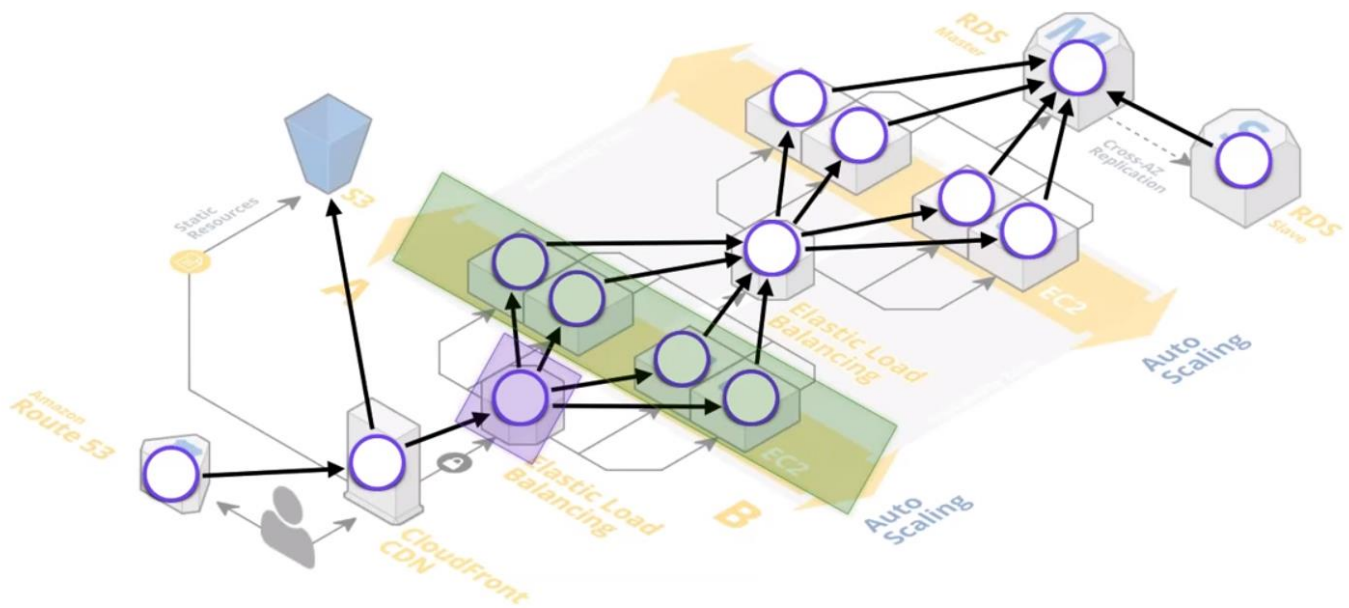 RDS
Master
M
S
Cross-AZ
Replication
RDS
Slave
S3
Static
Resources
A
EC2
Elastic Load
Balancing
Auto
Scaling
Amazon
Route 53
EC2
Elastic Load
Balancing
B
Auto
Scaling
CloudFront
CDN